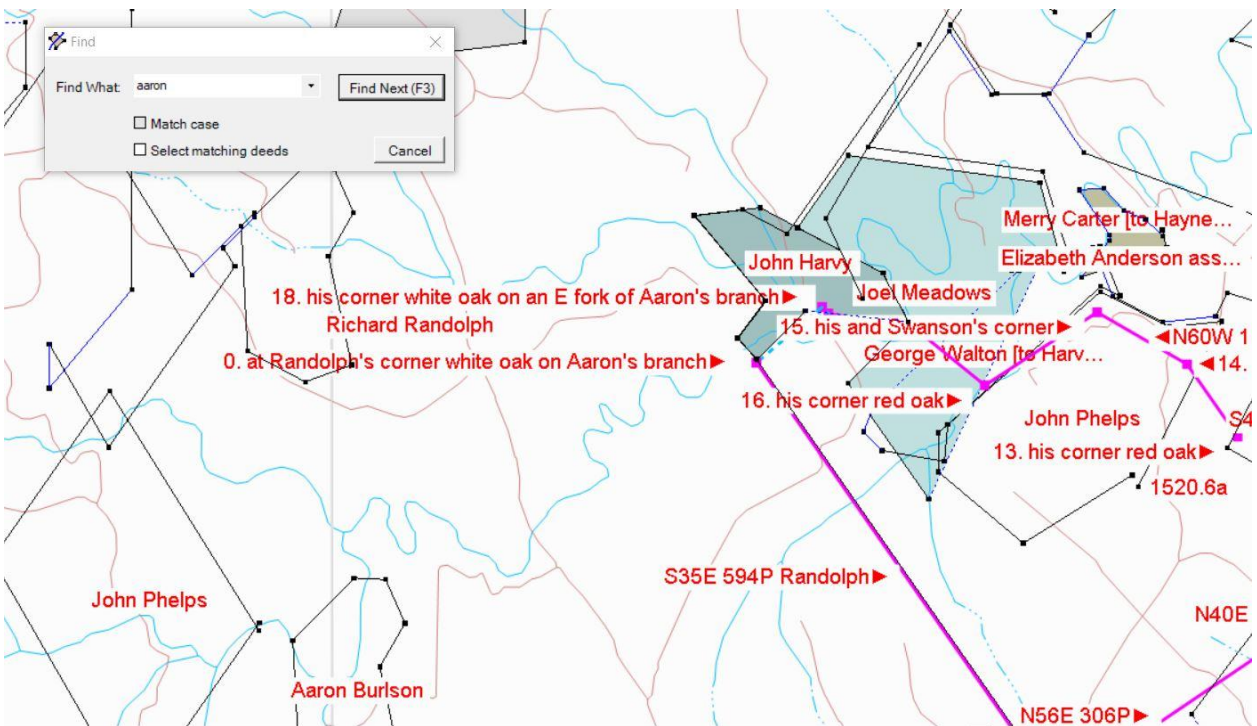 Find
Find What: aaron Find Next (F3)
Match case
Select matching deeds Cancel
Merry Carter [to Hayne…
John Harvy Elizabeth Anderson ass…
18. his corner white oak on an E fork of Aaron's branch Joel Meadows
Richard Randolph 15. his and Swanson's corner N60W 1
0. at Randolph's corner white oak on Aaron's branch George Walton [to Harv… 14.
16. his corner red oak John Phelps S4
13. his corner red oak
1520.6a
S35E 594P Randolph
John Phelps N40E
Aaron Burlson
N56E 306P